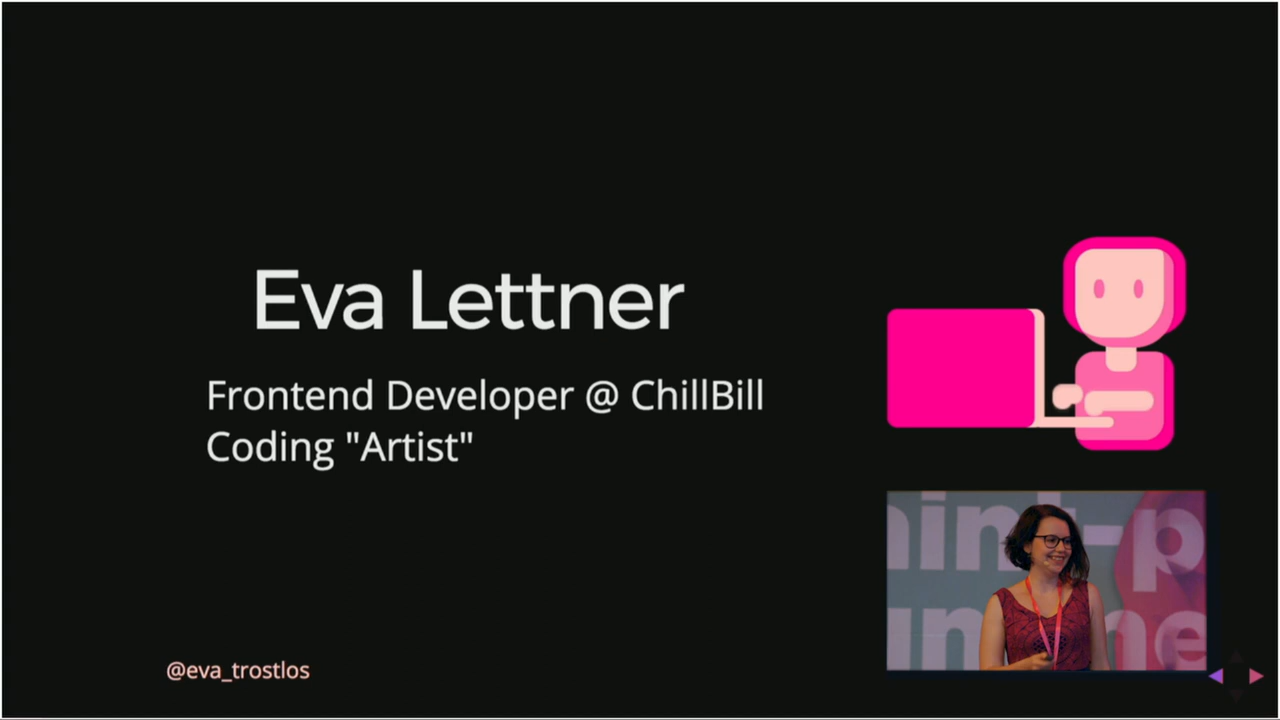 Eva Lettner
Frontend Developer @ ChillBill
Coding "Artist"
@eva_trostlos